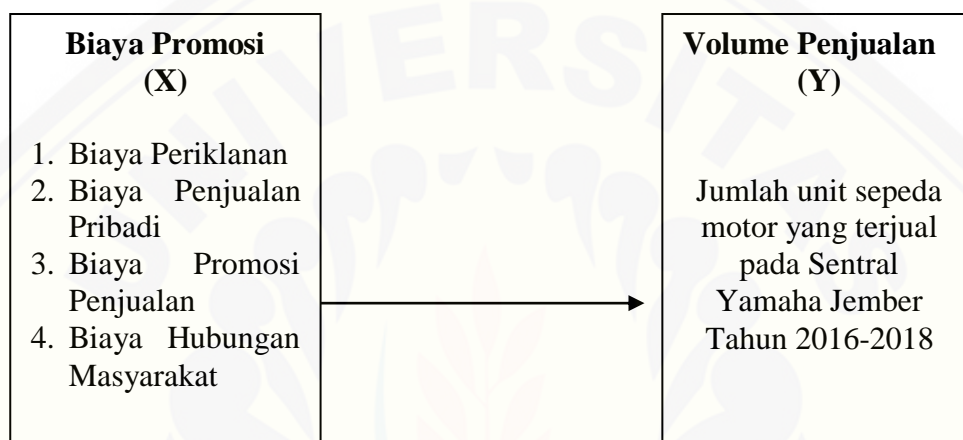 Biaya Promosi
(X)
1. Biaya Periklanan
2. Biaya Penjualan
Pribadi
3. Biaya Promosi
Penjualan
4. Biaya Hubungan
Masyarakat
Volume Penjualan
(Y)
Jumlah unit sepeda
motor yang terjual
pada Sentral
Yamaha Jember
Tahun 2016-2018
UNIVERSITA